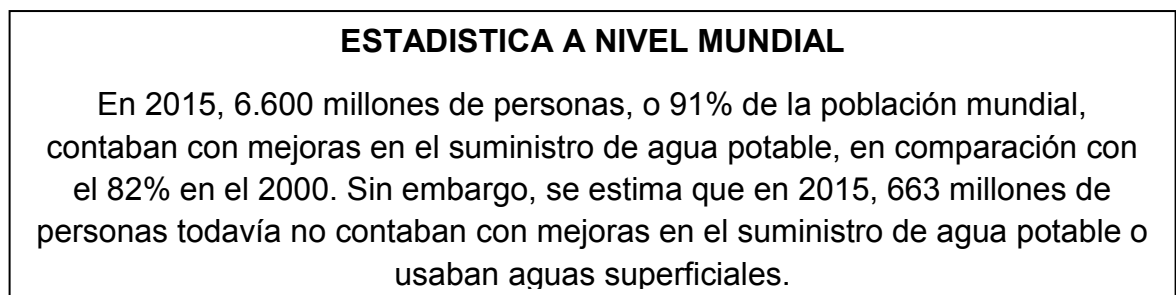 ESTADISTICA A NIVEL MUNDIAL
En 2015, 6.600 millones de personas, o 91% de la población mundial,
contaban con mejoras en el suministro de agua potable, en comparación con
el 82% en el 2000. Sin embargo, se estima que en 2015, 663 millones de
personas todavía no contaban con mejoras en el suministro de agua potable o
usaban aguas superficiales.